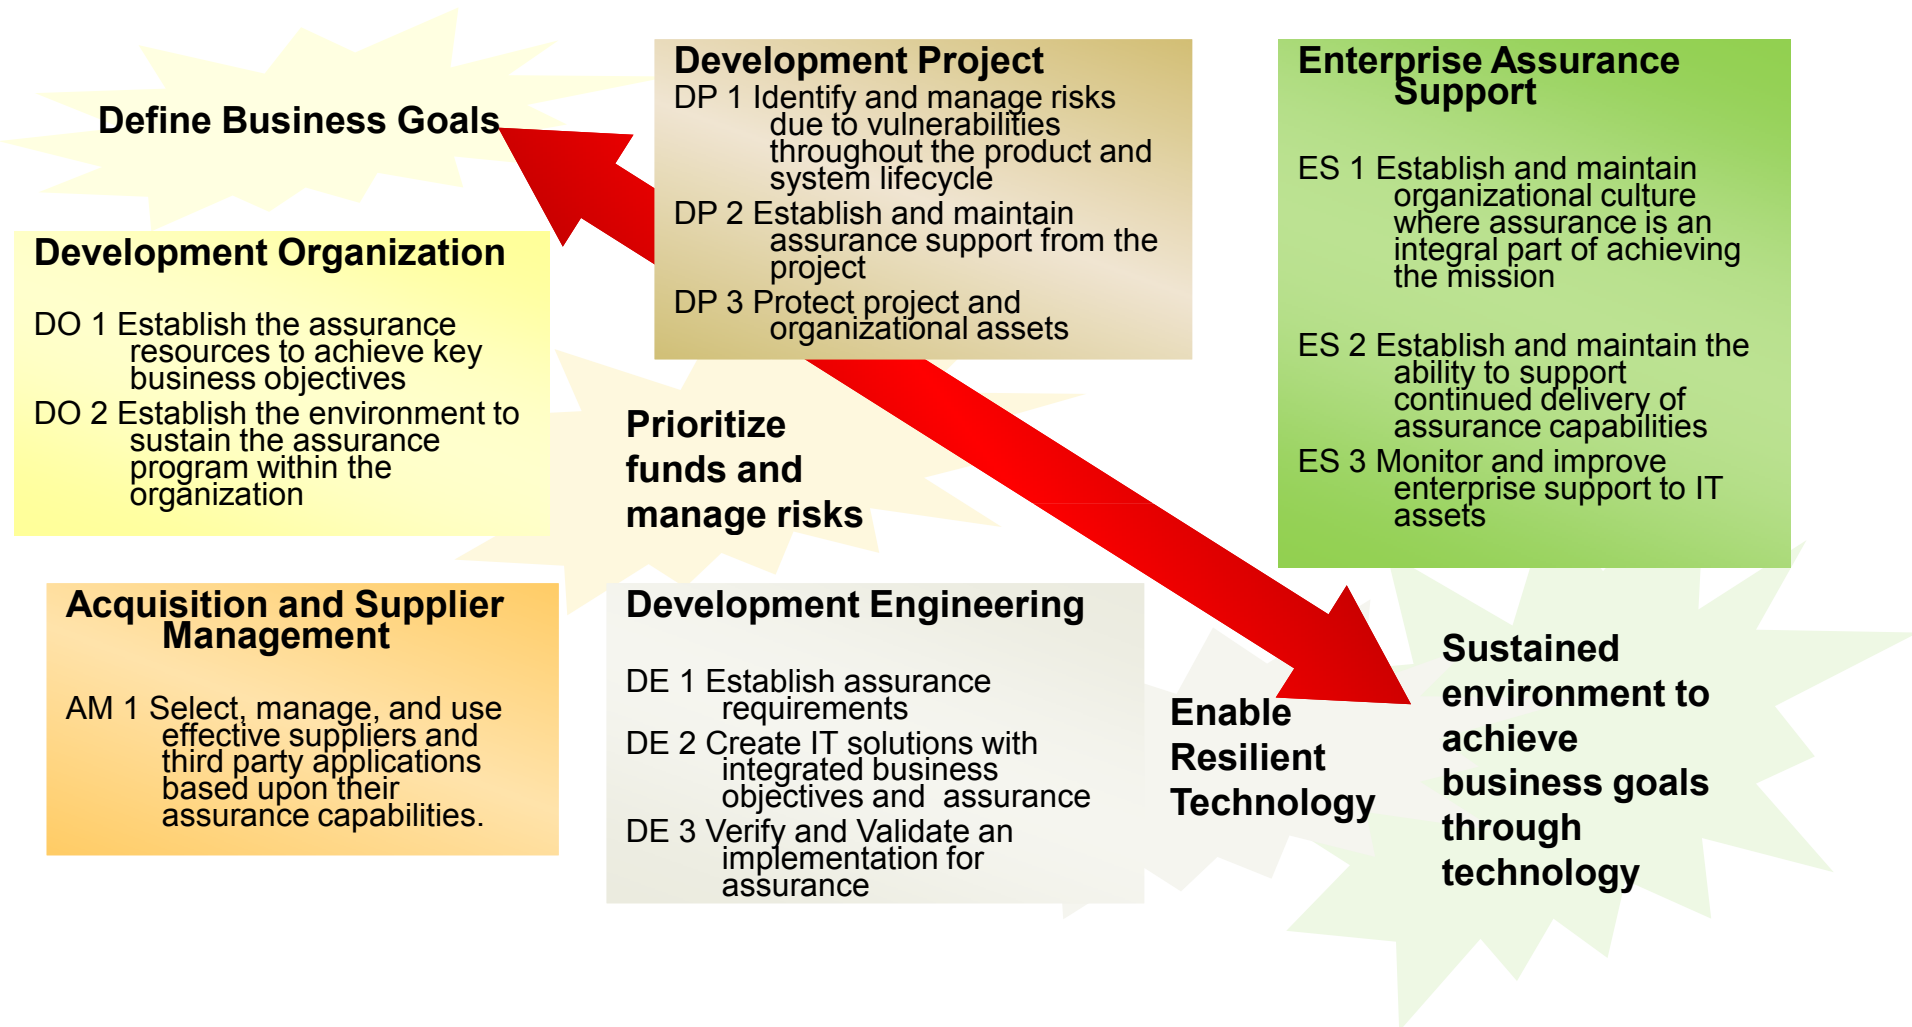 Define Business Goals
Development Organization
DO 1 Establish the assurance
resources to achieve key
business objectives
DO 2 Establish the environment to
sustain the assurance
program within the
organization
Acquisition and Supplier
Management
AM 1 Select, manage, and use
effective suppliers and
third party applications
based upon their
assurance capabilities.
Development Project
DP 1 Identify and manage risks
due to vulnerabilities
throughout the product and
system lifecycle
DP 2 Establish and maintain
assurance support from the
project
DP 3 Protect project and
organizational assets
Prioritize
funds and
manage risks
Development Engineering
DE 1 Establish assurance
requirements
DE 2 Create IT solutions with
integrated business
objectives and  assurance
DE 3 Verify and Validate an
implementation for
assurance
Enterprise Assurance
Support
ES 1 Establish and maintain
organizational culture
where assurance is an
integral part of achieving
the mission
ES 2 Establish and maintain the
ability to support
continued delivery of
assurance capabilities
ES 3 Monitor and improve
enterprise support to IT
assets
Enable
Resilient
Technology
Sustained
environment to
achieve
business goals
through
technology